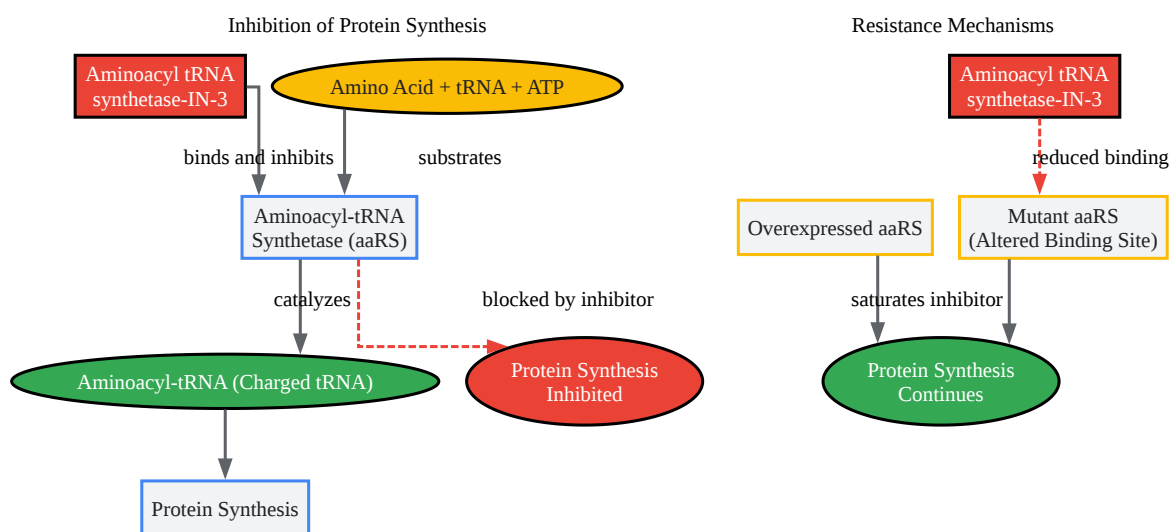 Inhibition of Protein Synthesis
Aminoacyl tRNA
synthetase-IN-3
Amino Acid + tRNA + ATP
binds and inhibits
substrates
Aminoacyl-tRNA
Synthetase (aaRS)
catalyzes
blocked by inhibitor
Aminoacyl-tRNA (Charged tRNA)
Protein Synthesis
Inhibited
Protein Synthesis
Resistance Mechanisms
Aminoacyl tRNA
synthetase-IN-3
reduced binding
Overexpressed aaRS
Mutant aaRS
(Altered Binding Site)
saturates inhibitor
Protein Synthesis
Continues